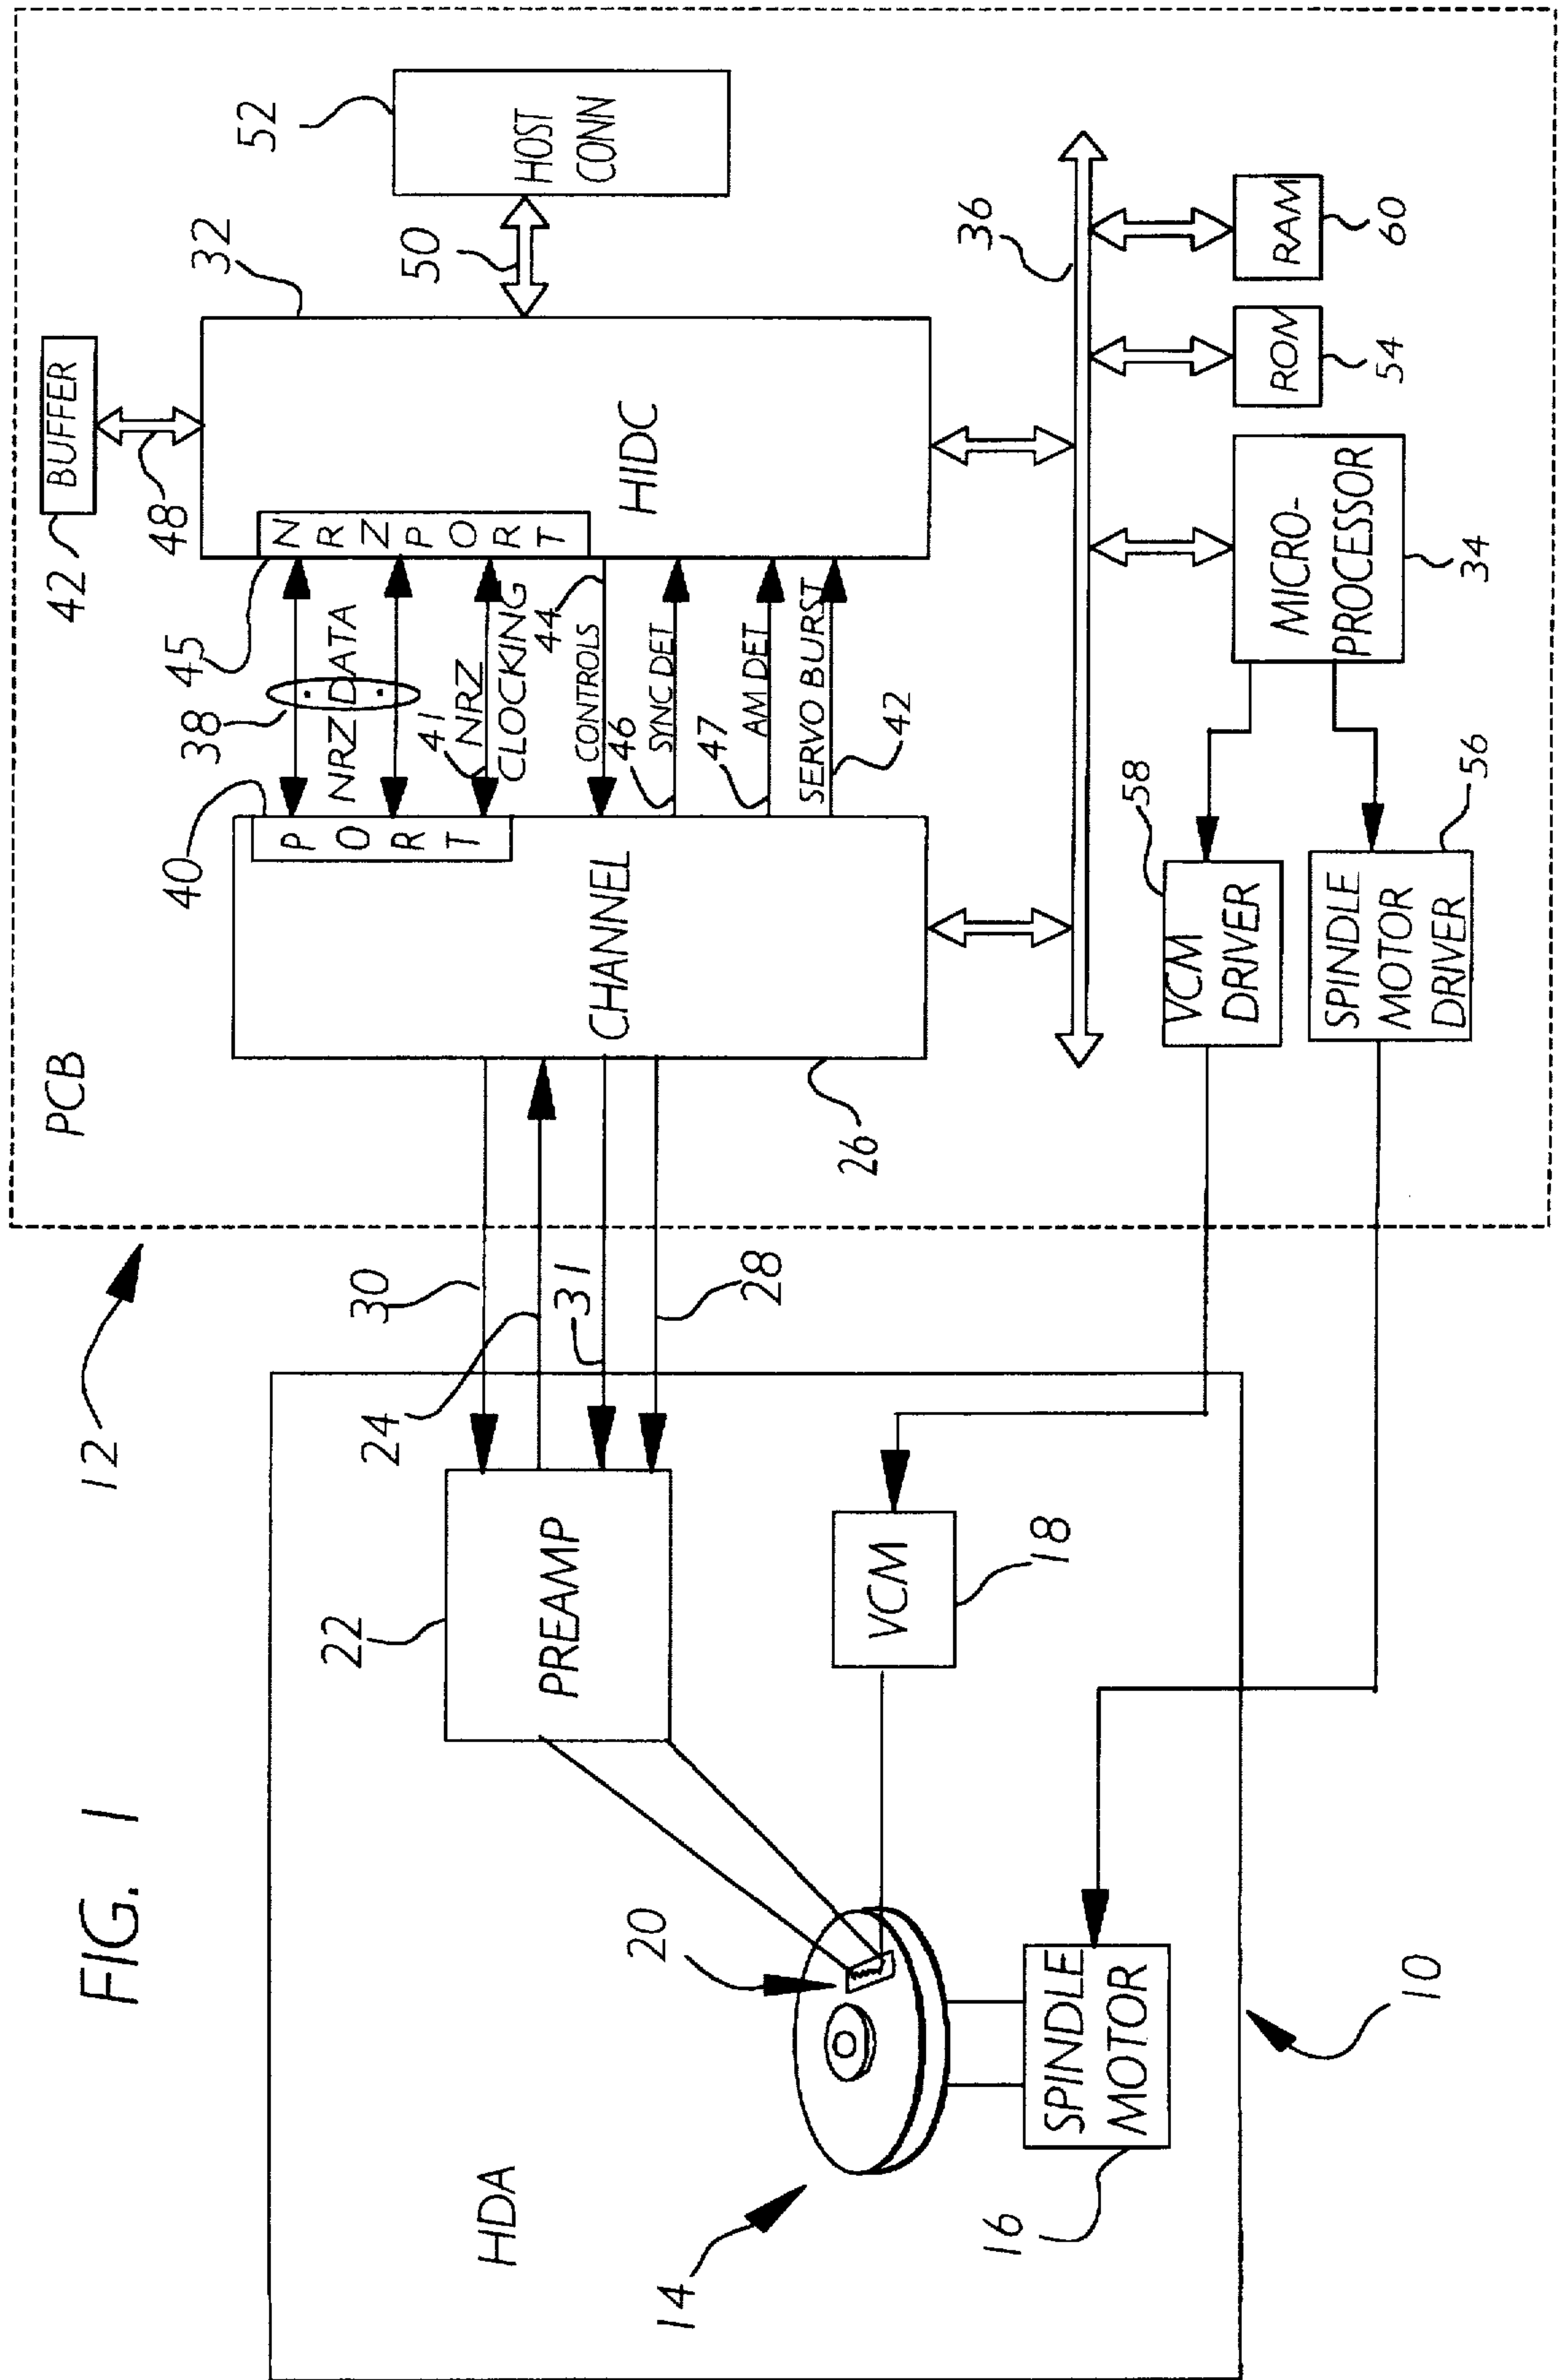 FIG. 1
12
HDA
PCB
22
PREAMP
30
24
31
28
20
14
VCM
18
SPINDLE
MOTOR
16
10
40
PORT
CHANNEL
26
38
NRZ DATA
41
NRZ
CLOCKING
44
CONTROLS
46
SYNC DET
47
AM DET
SERVO BURST
42
45
NRZ PORT
HIDC
32
42
BUFFER
48
50
52
HOST
CONN
36
58
VCM
DRIVER
SPINDLE
MOTOR
DRIVER
56
MICRO-
PROCESSOR
34
ROM
54
RAM
60